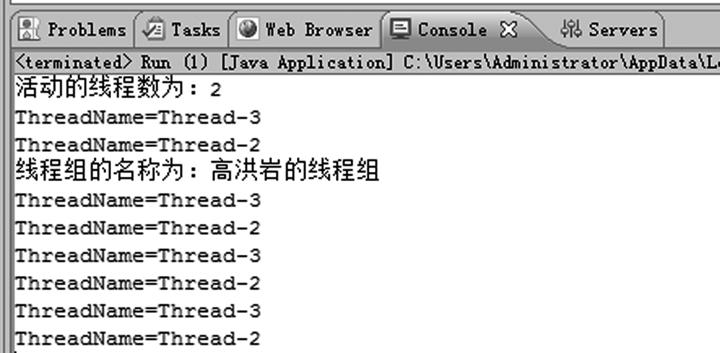 Problems Tasks Web Browser Console Servers
<terminated> Run (1) [Java Application] C:\Users\Administrator\AppData\L
活动的线程数为：2
ThreadName=Thread-3
ThreadName=Thread-2
线程组的名称为：高洪岩的线程组
ThreadName=Thread-3
ThreadName=Thread-2
ThreadName=Thread-3
ThreadName=Thread-2
ThreadName=Thread-3
ThreadName=Thread-2